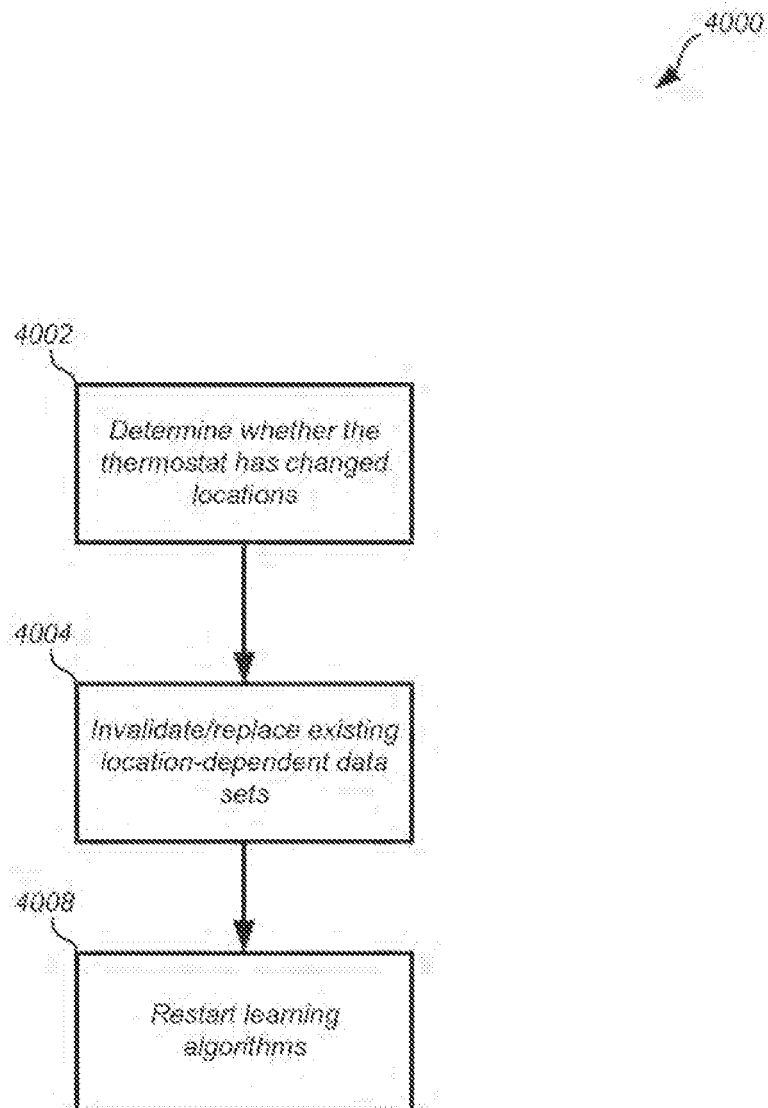 4000
4002
Determine whether the
thermostat has changed
locations
4004
Invalidate/replace existing
location-dependent data
sets
4008
Restart learning
algorithms